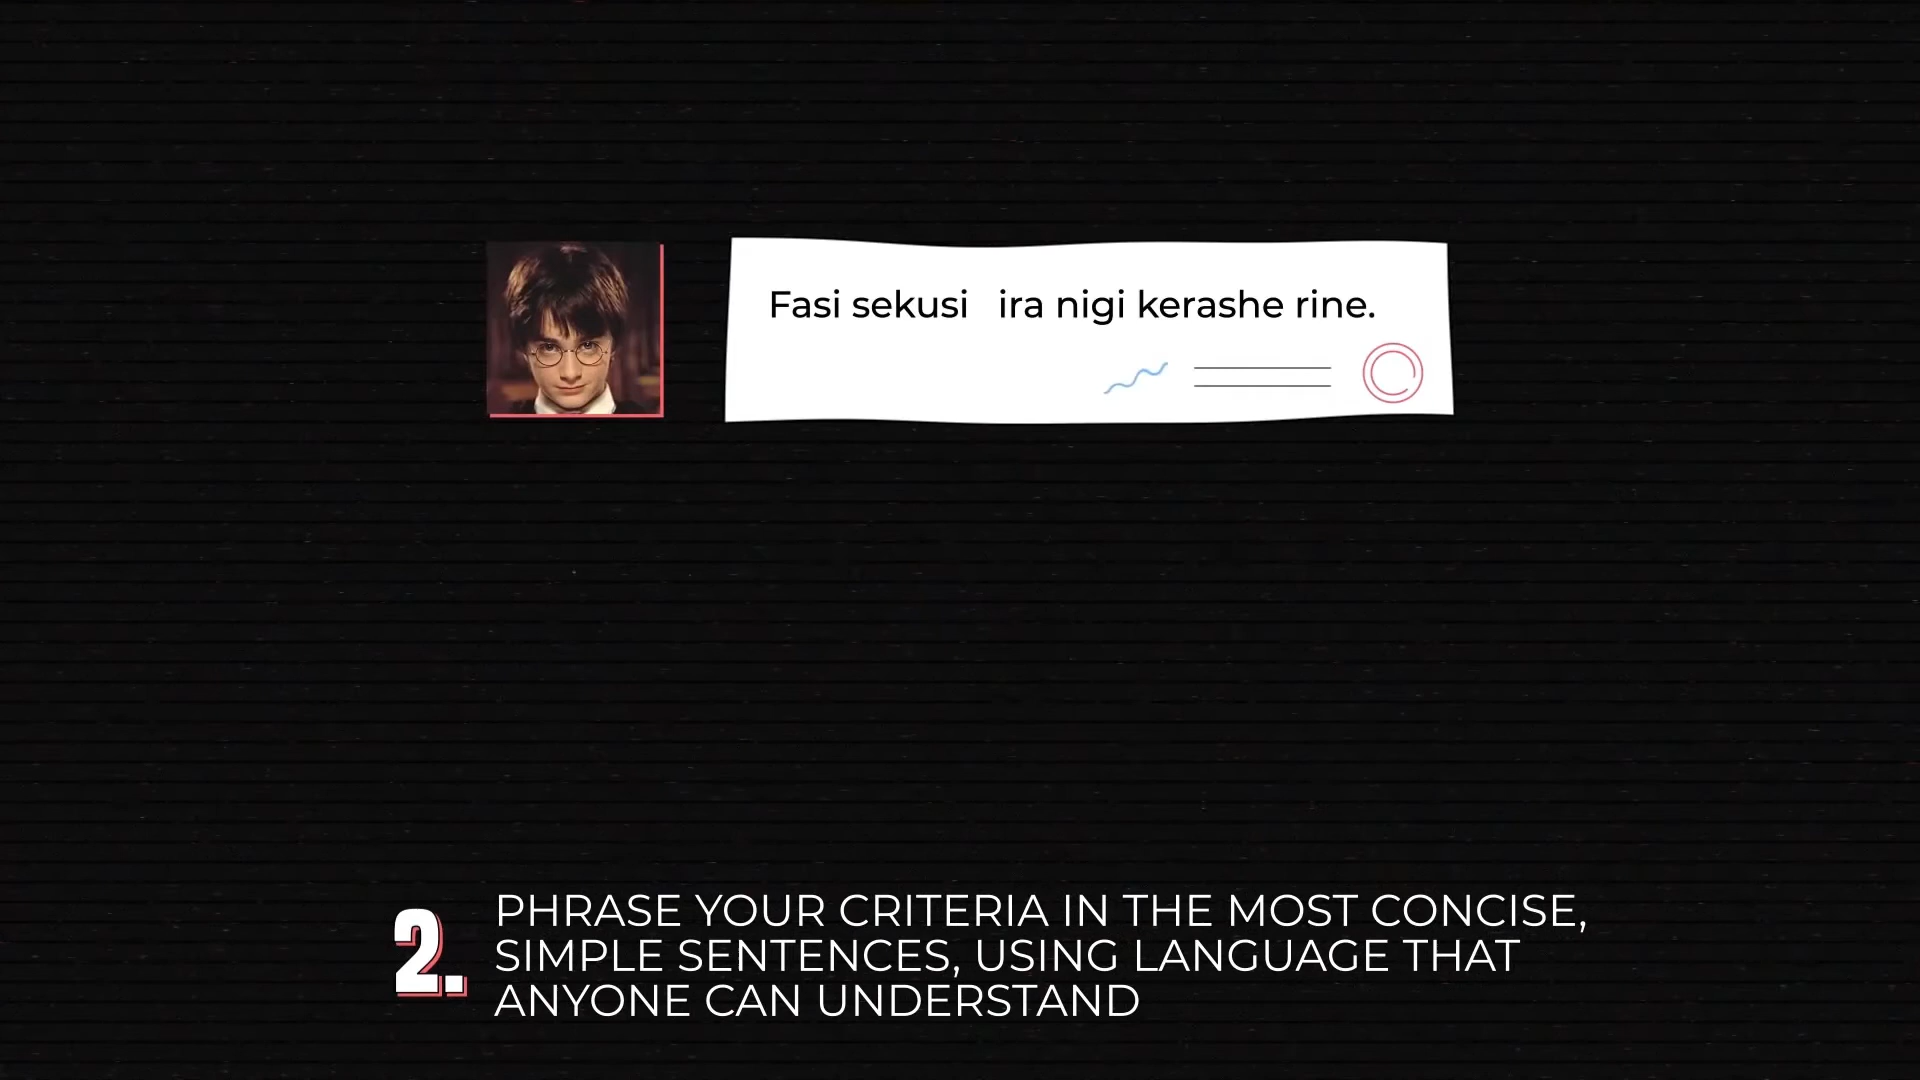 Fasi sekusi ira nigi kerashe rine.
2. PHRASE YOUR CRITERIA IN THE MOST CONCISE,
SIMPLE SENTENCES, USING LANGUAGE THAT
ANYONE CAN UNDERSTAND